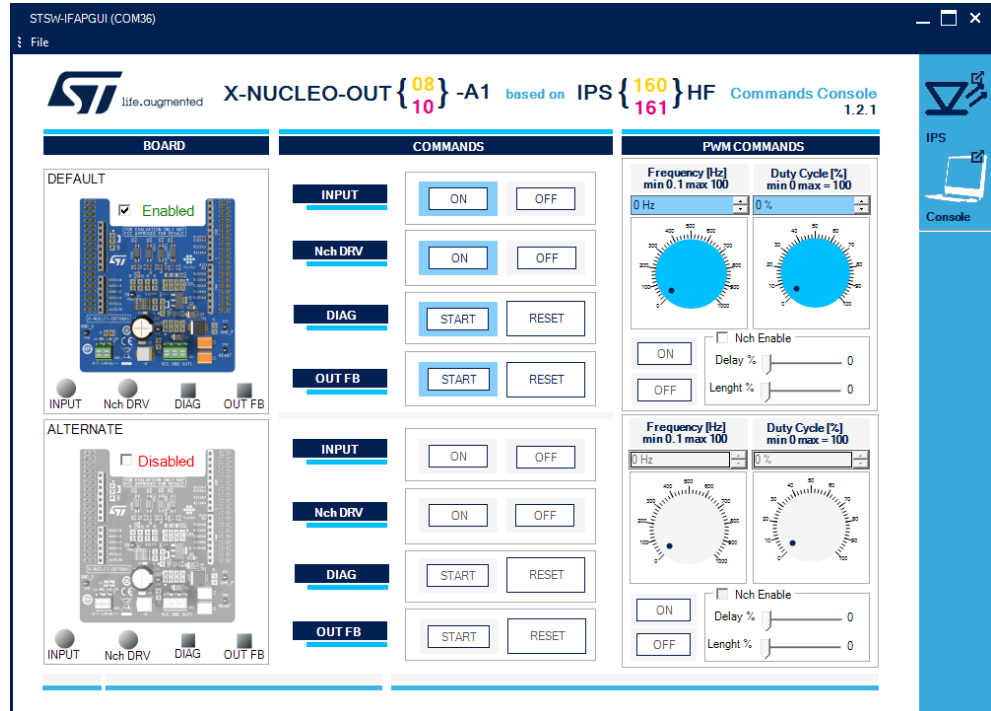 STSW-IFAPGUI (COM36)
File
ST life.augmented
X-NUCLEO-OUT { 08 10 } -A1 based on IPS { 160 161 } HF Commands Console
1.2.1
IPS
Console
BOARD
COMMANDS
PWM COMMANDS
DEFAULT
Enabled
INPUT
Nch DRV
DIAG
OUT FB
INPUT
ON
OFF
Nch DRV
ON
OFF
DIAG
START
RESET
OUT FB
START
RESET
Frequency [Hz]
min 0.1 max 100
Duty Cycle [%]
min 0 max = 100
0 Hz
0 %
ON
OFF
Nch Enable
Delay %
0
Lenght %
0
ALTERNATE
Disabled
INPUT
Nch DRV
DIAG
OUT FB
INPUT
ON
OFF
Nch DRV
ON
OFF
DIAG
START
RESET
OUT FB
START
RESET
Frequency [Hz]
min 0.1 max 100
Duty Cycle [%]
min 0 max = 100
0 Hz
0 %
ON
OFF
Nch Enable
Delay %
0
Lenght %
0